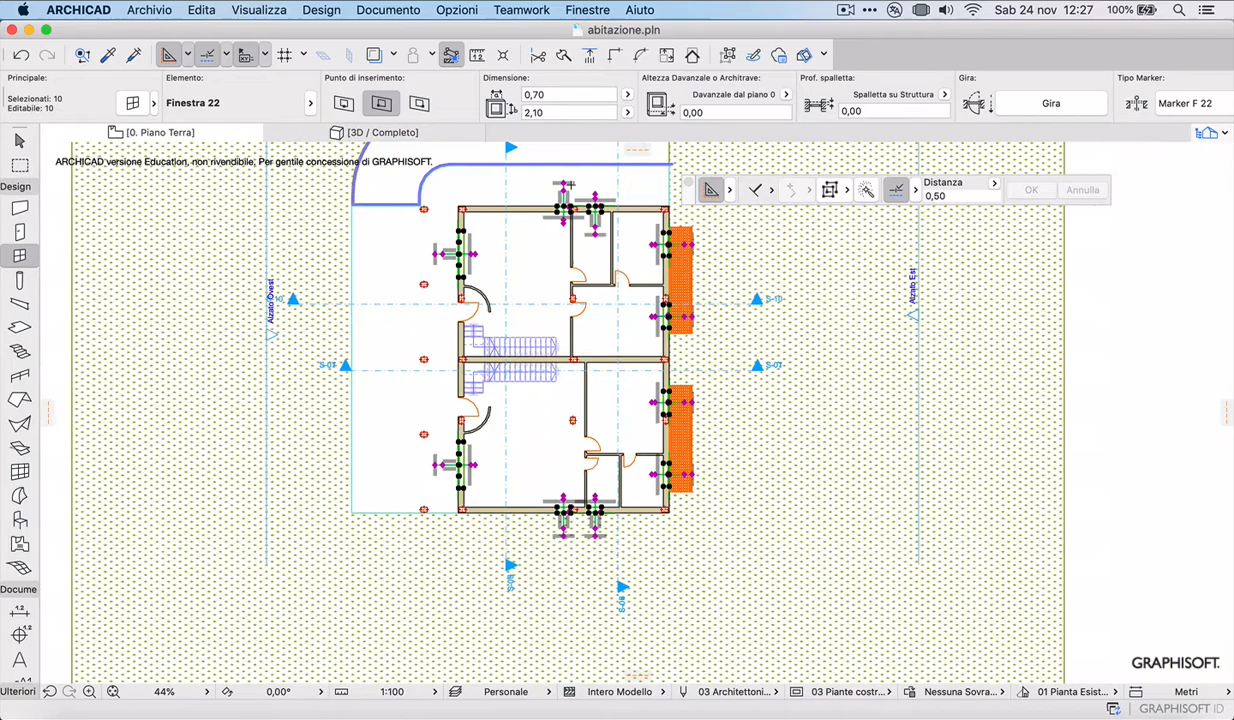 ARCHICAD Archivio Edita Visualizza Design Documento Opzioni Teamwork Finestre Aiuto Sab 24 nov 12:27 100%
abitazione.pln
Principale: Elemento: Punto di inserimento: Dimensione: Altezza Davanzale o Architrave: Prof. spalletta: Gira: Tipo Marker:
Selezionati: 10
Editabile: 10
Finestra 22
0,70
2,10
Davanzale dal piano 0
0,00
Spalletta su Struttura
0,00
Gira
Marker F 22
[0. Piano Terra] [3D / Completo]
ARCHICAD versione Education, non rivendibile. Per gentile concessione di GRAPHISOFT.
Design
Distanza
0,50
OK Annulla
Alzato Ovest
Alzato Est
S-10
S-01
S-09
Docume
1.2
Ulteriori 44% 0,00° 1:100 Personale Intero Modello 03 Architettoni... 03 Piante costr... Nessuna Sovra... 01 Pianta Esist... Metri
GRAPHISOFT.
GRAPHISOFT ID